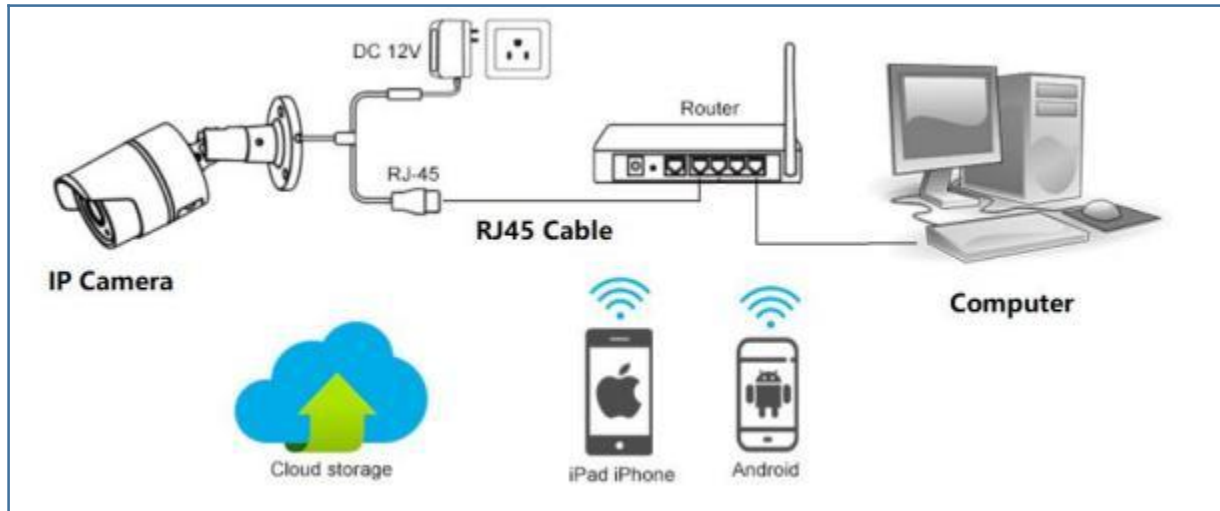 DC 12V
Router
RJ-45
RJ45 Cable
IP Camera
Computer
Cloud storage
iPad iPhone
Android